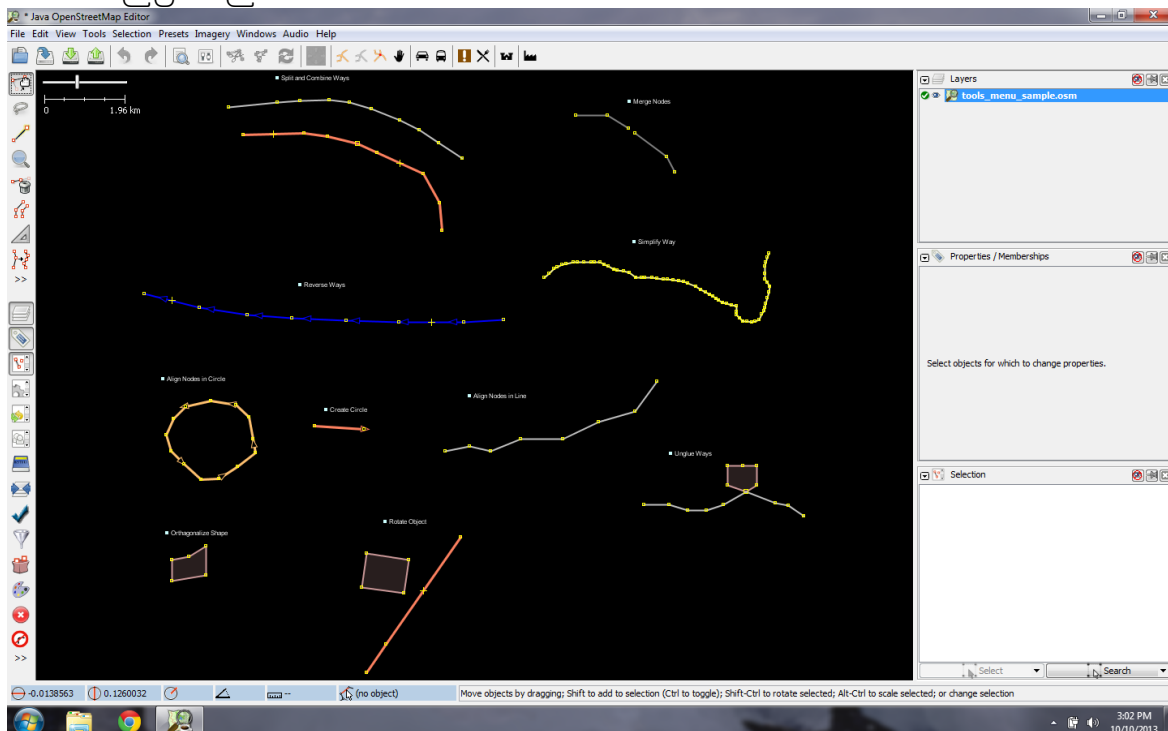 * Java OpenStreetMap Editor
File Edit View Tools Selection Presets Imagery Windows Audio Help
0 1.96 km
Split and Combine Ways
Merge Nodes
Simplify Way
Reverse Ways
Align Nodes in Circle
Create Circle
Align Nodes in Line
Unglue Ways
Orthagonalize Shape
Rotate Object
>>
>>
Layers
tools_menu_sample.osm
Properties / Memberships
Select objects for which to change properties.
Selection
Select Search
-0.0138563 0.1260032 -- (no object) Move objects by dragging; Shift to add to selection (Ctrl to toggle); Shift-Ctrl to rotate selected; Alt-Ctrl to scale selected; or change selection
3:02 PM
10/10/2013